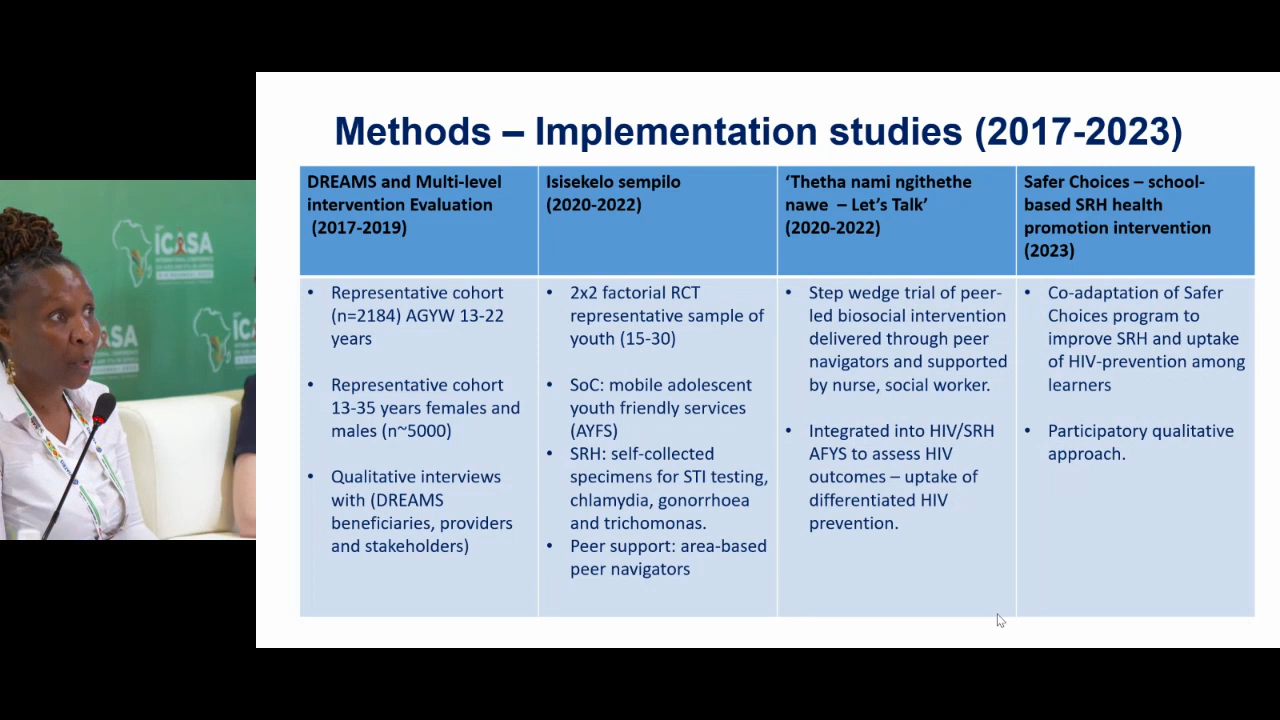 Methods – Implementation studies (2017-2023)
DREAMS and Multi-level
intervention Evaluation
(2017-2019)
Isisekelo sempilo
(2020-2022)
‘Thetha nami ngithethe
nawe – Let’s Talk’
(2020-2022)
Safer Choices – school-
based SRH health
promotion intervention
(2023)
• Representative cohort
(n=2184) AGYW 13-22
years
• Representative cohort
13-35 years females and
males (n~5000)
• Qualitative interviews
with (DREAMS
beneficiaries, providers
and stakeholders)
• 2x2 factorial RCT
representative sample of
youth (15-30)
• SoC: mobile adolescent
youth friendly services
(AYFS)
• SRH: self-collected
specimens for STI testing,
chlamydia, gonorrhoea
and trichomonas.
• Peer support: area-based
peer navigators
• Step wedge trial of peer-
led biosocial intervention
delivered through peer
navigators and supported
by nurse, social worker.
• Integrated into HIV/SRH
AFYS to assess HIV
outcomes – uptake of
differentiated HIV
prevention.
• Co-adaptation of Safer
Choices program to
improve SRH and uptake
of HIV-prevention among
learners
• Participatory qualitative
approach.
ICASA